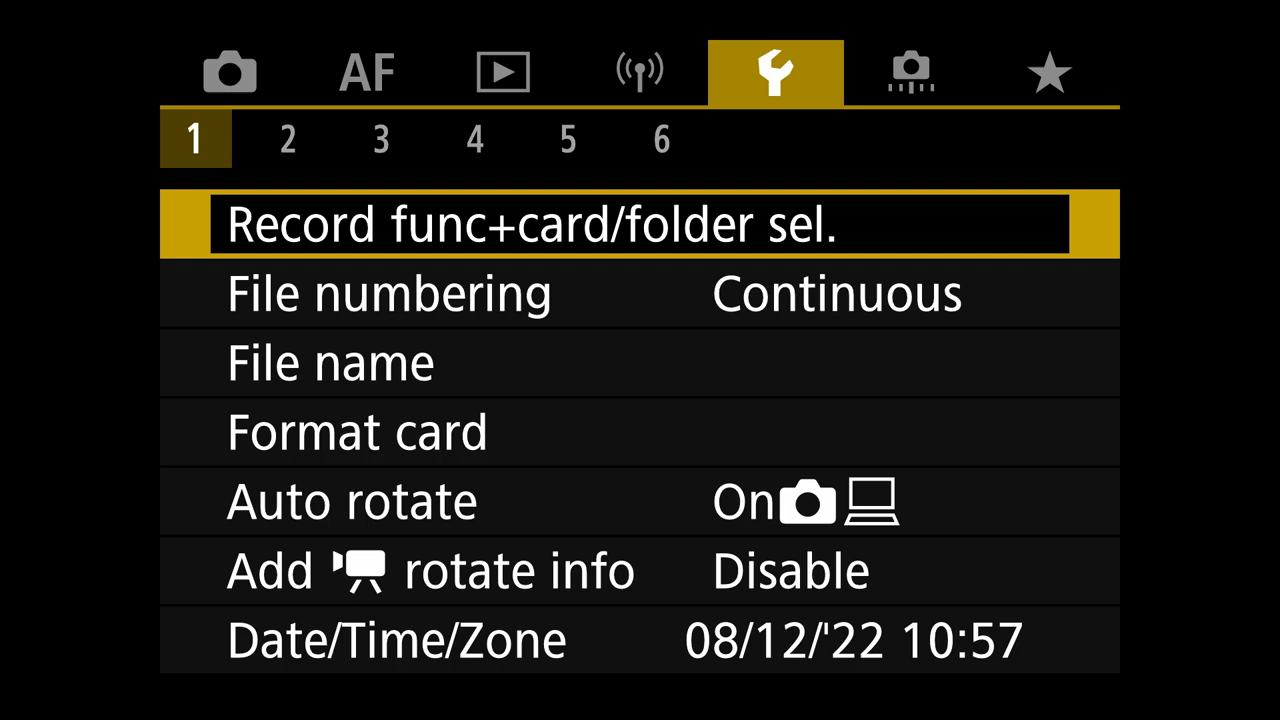 AF
1 2 3 4 5 6
Record func+card/folder sel.
File numbering Continuous
File name
Format card
Auto rotate On
Add rotate info Disable
Date/Time/Zone 08/12/'22 10:57